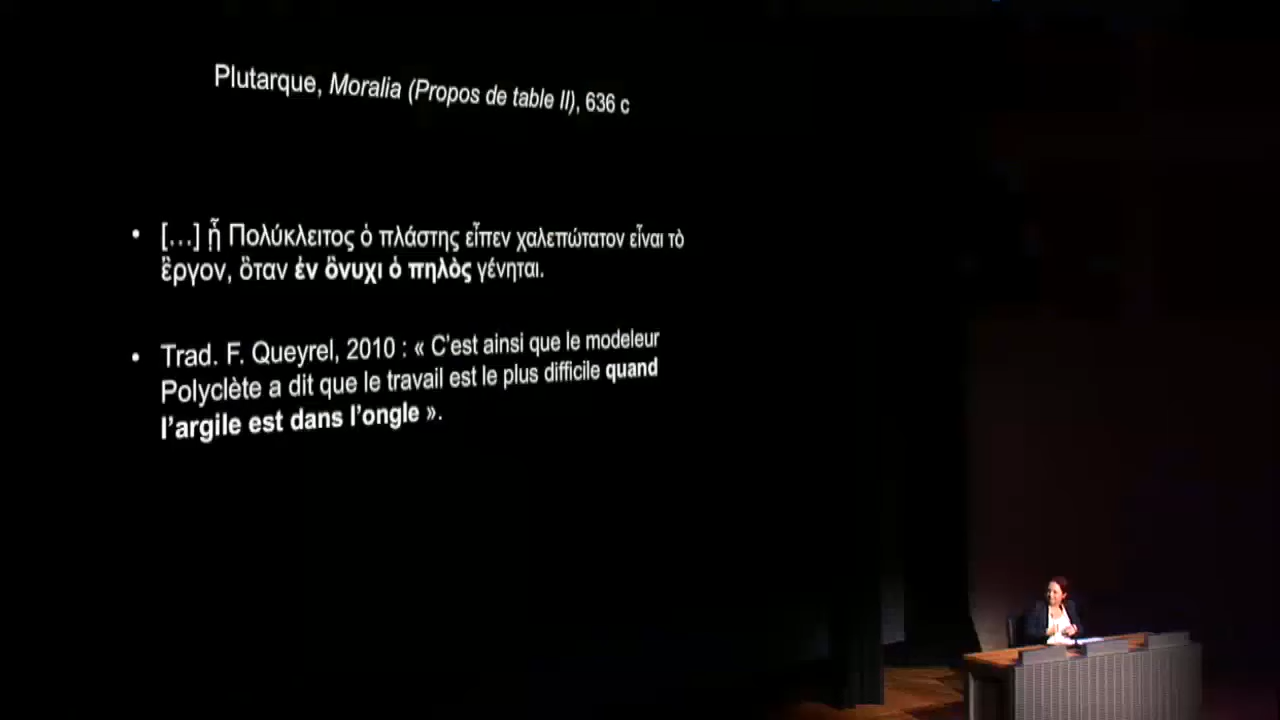 Plutarque, Moralia (Propos de table II), 636 c
• […] ᾗ Πολύκλειτος ὁ πλάστης εἶπεν χαλεπώτατον εἶναι τὸ
ἔργον, ὅταν ἐν ὄνυχι ὁ πηλὸς γένηται.
• Trad. F. Queyrel, 2010 : « C’est ainsi que le modeleur
Polyclète a dit que le travail est le plus difficile quand
l’argile est dans l’ongle ».